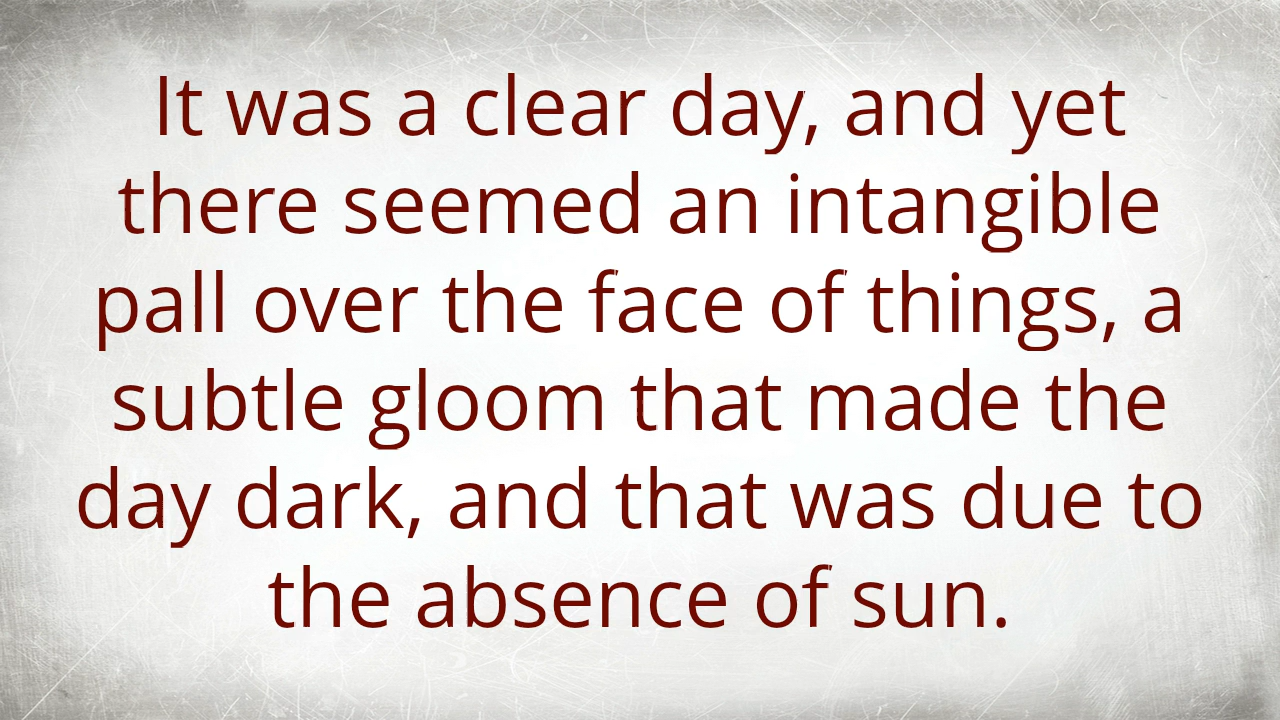 It was a clear day, and yet
there seemed an intangible
pall over the face of things, a
subtle gloom that made the
day dark, and that was due to
the absence of sun.